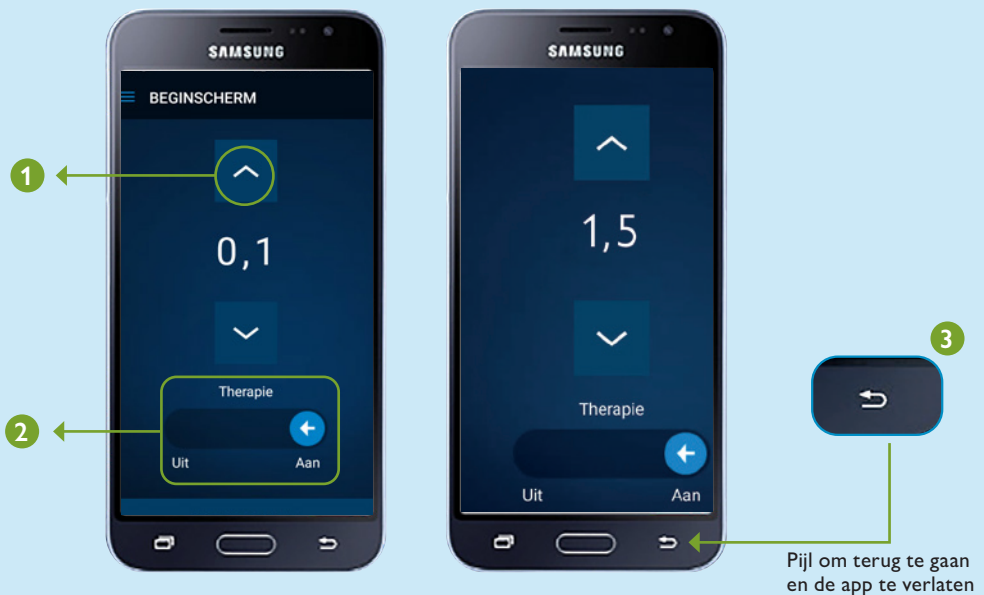 SAMSUNG
BEGINSCHERM
1
0,1
Therapie
2
Uit Aan
SAMSUNG
1,5
Therapie
Uit Aan
3
Pijl om terug te gaan
en de app te verlaten